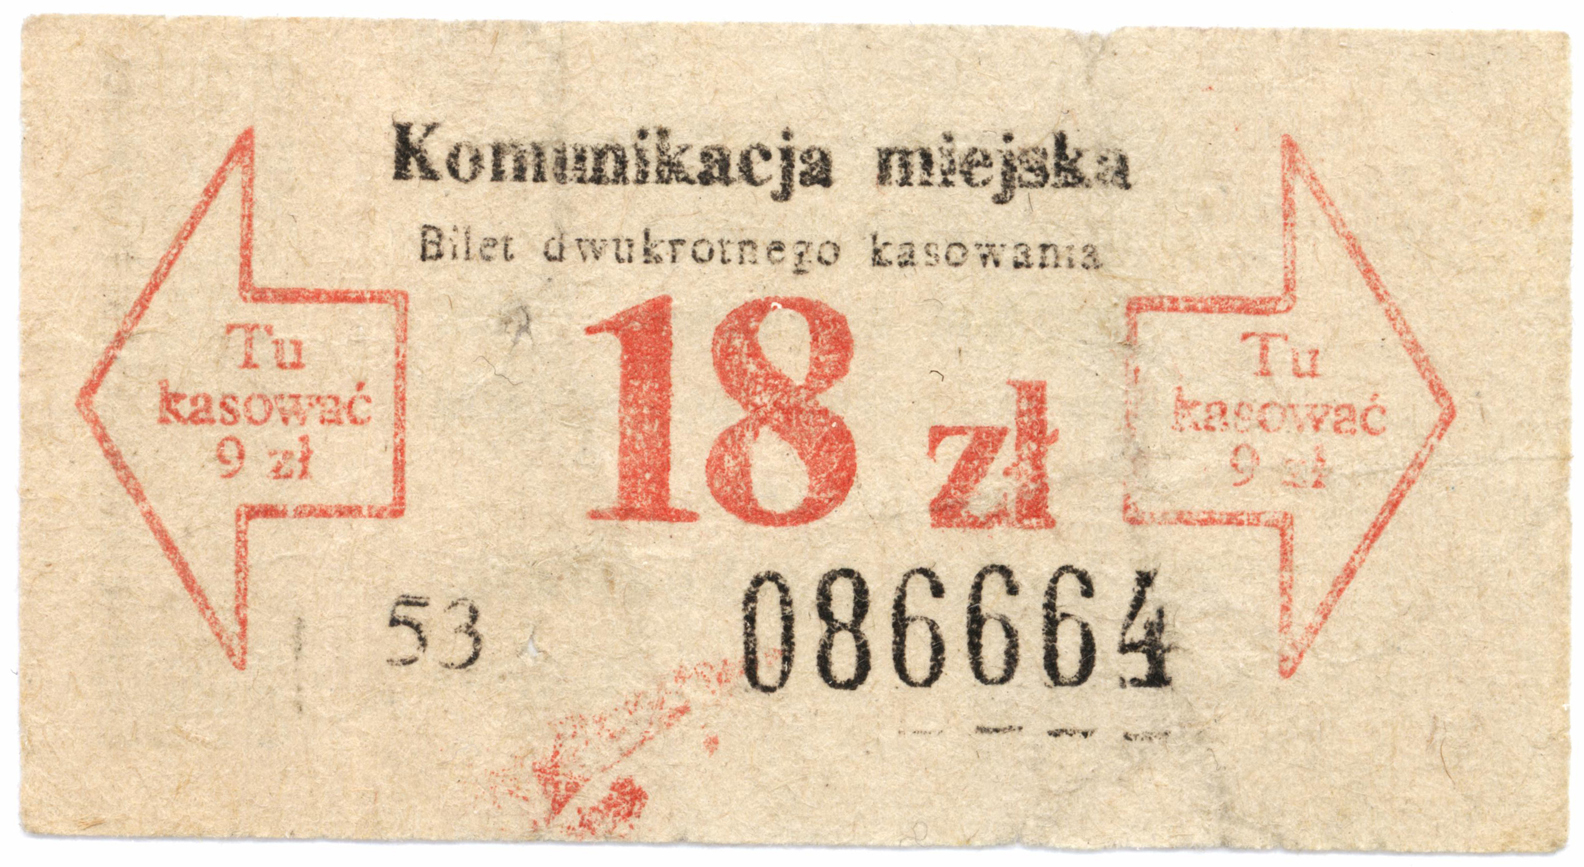 Komunikacja miejska
Bilet dwukrotnego kasowania
Tu
kasować
9 zł
18 zł
Tu
kasować
9 zł
53
086664